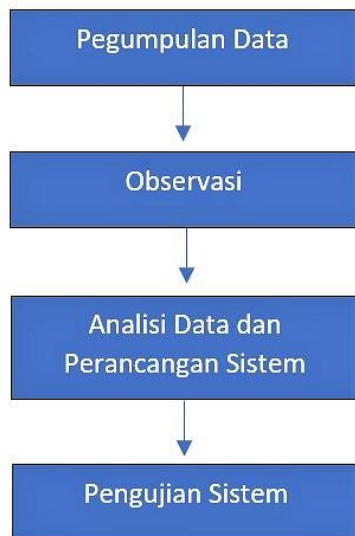 Pegumpulan Data
Observasi
Analisi Data dan
Perancangan Sistem
Pengujian Sistem